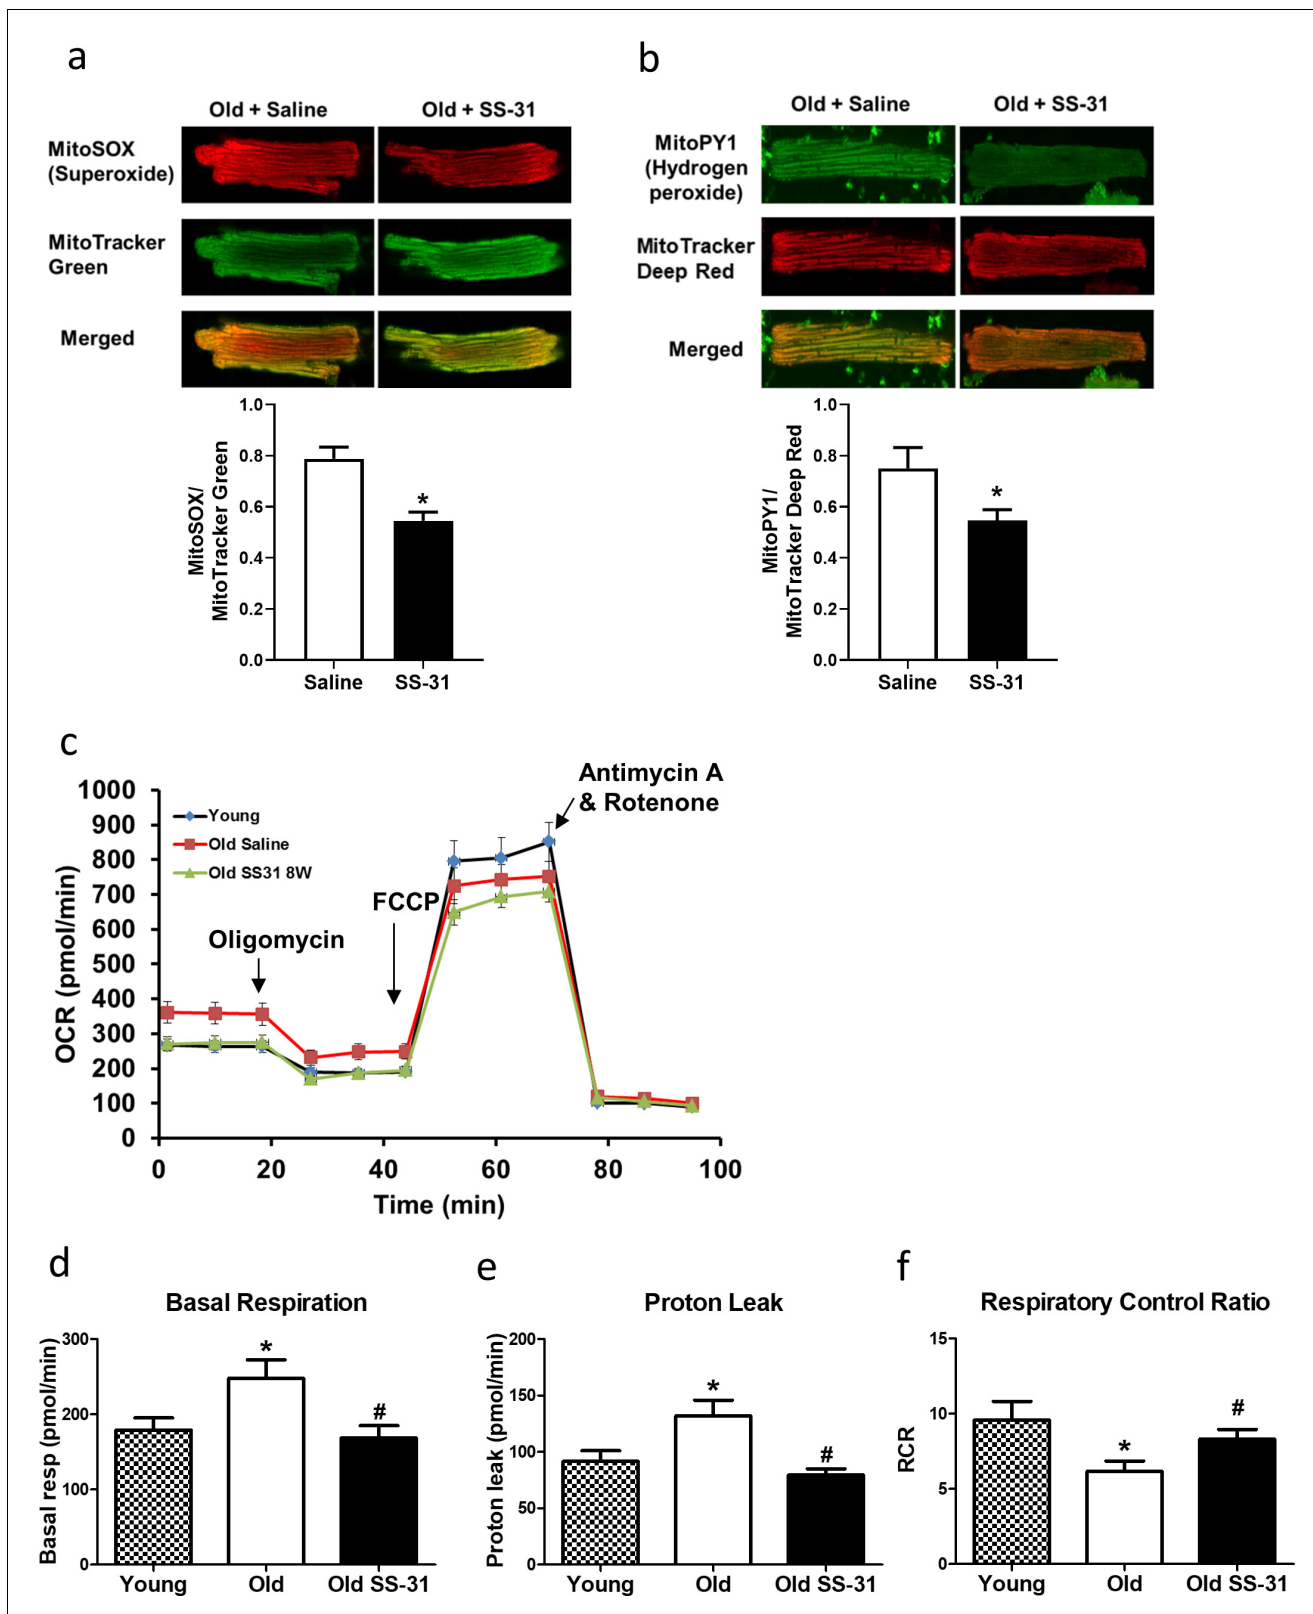 a
Old + Saline
Old + SS-31
MitoSOX
(Superoxide)
MitoTracker
Green
Merged
1.0
0.8
0.6
0.4
0.2
0.0
MitoSOX/
MitoTracker Green
*
Saline
SS-31
b
Old + Saline
Old + SS-31
MitoPY1
(Hydrogen
peroxide)
MitoTracker
Deep Red
Merged
1.0
0.8
0.6
0.4
0.2
0.0
MitoPY1/
MitoTracker Deep Red
*
Saline
SS-31
c
1000
900
800
700
600
500
400
300
200
100
0
OCR (pmol/min)
Young
Old Saline
Old SS31 8W
Oligomycin
FCCP
Antimycin A
& Rotenone
0
20
40
60
80
100
Time (min)
d
Basal Respiration
300
200
100
0
Basal resp (pmol/min)
*
#
Young
Old
Old SS-31
e
Proton Leak
200
150
100
50
0
Proton leak (pmol/min)
*
#
Young
Old
Old SS-31
f
Respiratory Control Ratio
15
10
5
0
RCR
*
#
Young
Old
Old SS-31